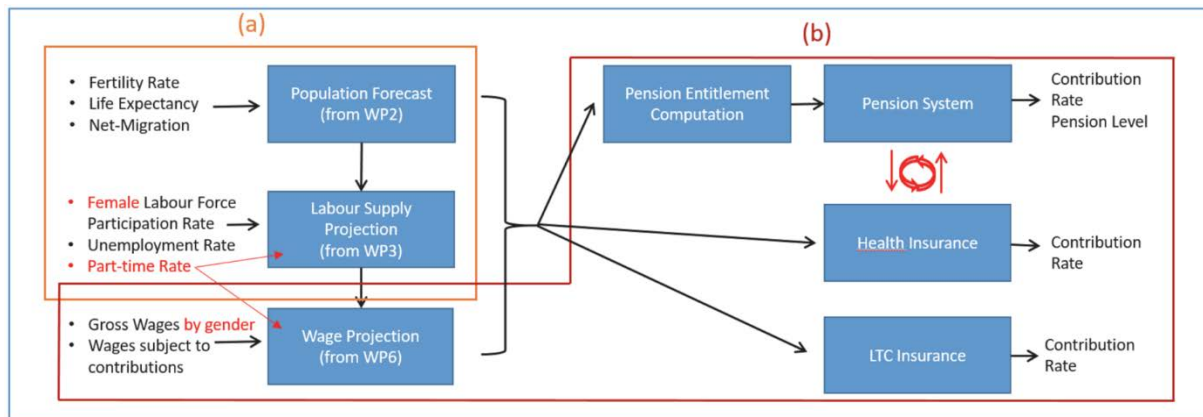 (a)
(b)
• Fertility Rate
• Life Expectancy
• Net-Migration
Population Forecast
(from WP2)
Pension Entitlement
Computation
Pension System
Contribution
Rate
Pension Level
• Female Labour Force
Participation Rate
• Unemployment Rate
• Part-time Rate
Labour Supply
Projection
(from WP3)
Health Insurance
Contribution
Rate
• Gross Wages by gender
• Wages subject to
contributions
Wage Projection
(from WP6)
LTC Insurance
Contribution
Rate